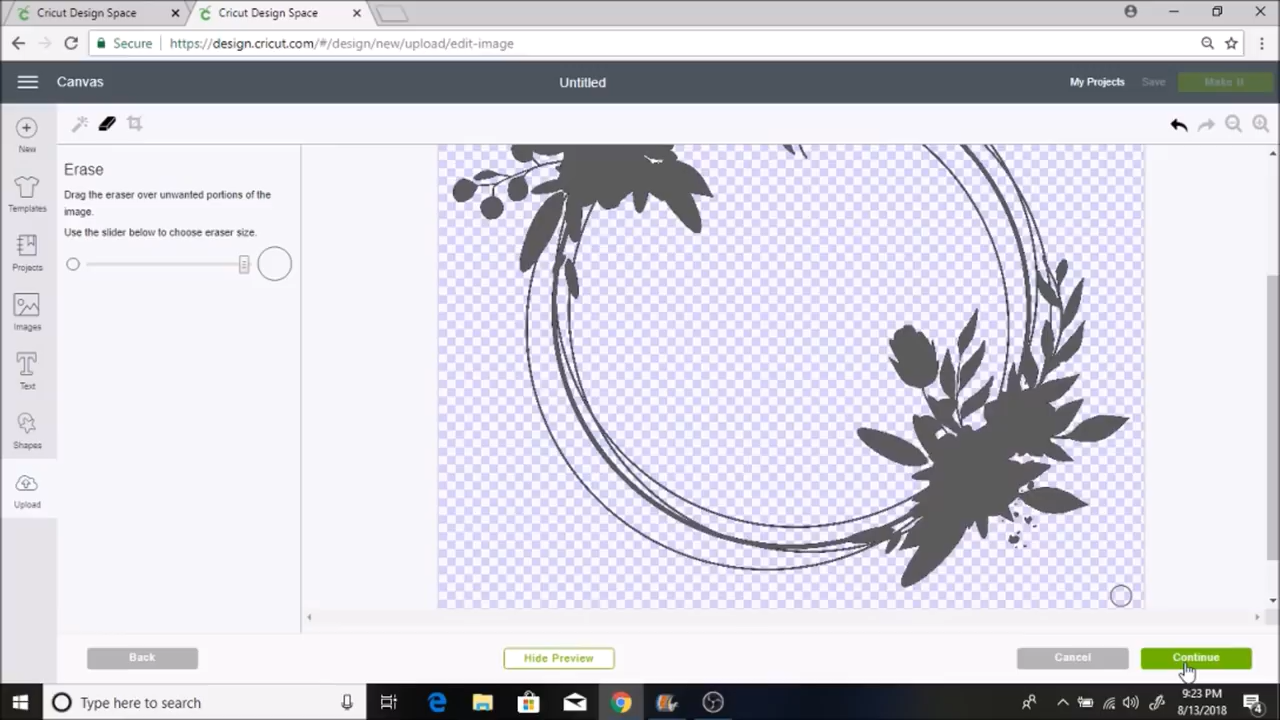 Cricut Design Space
Cricut Design Space
Secure
https://design.cricut.com/#/design/new/upload/edit-image
Canvas
Untitled
My Projects
Save
Make It
New
Templates
Projects
Images
Text
Shapes
Upload
Erase
Drag the eraser over unwanted portions of the
image.
Use the slider below to choose eraser size.
Back
Hide Preview
Cancel
Continue
Type here to search
9:23 PM
8/13/2018
4